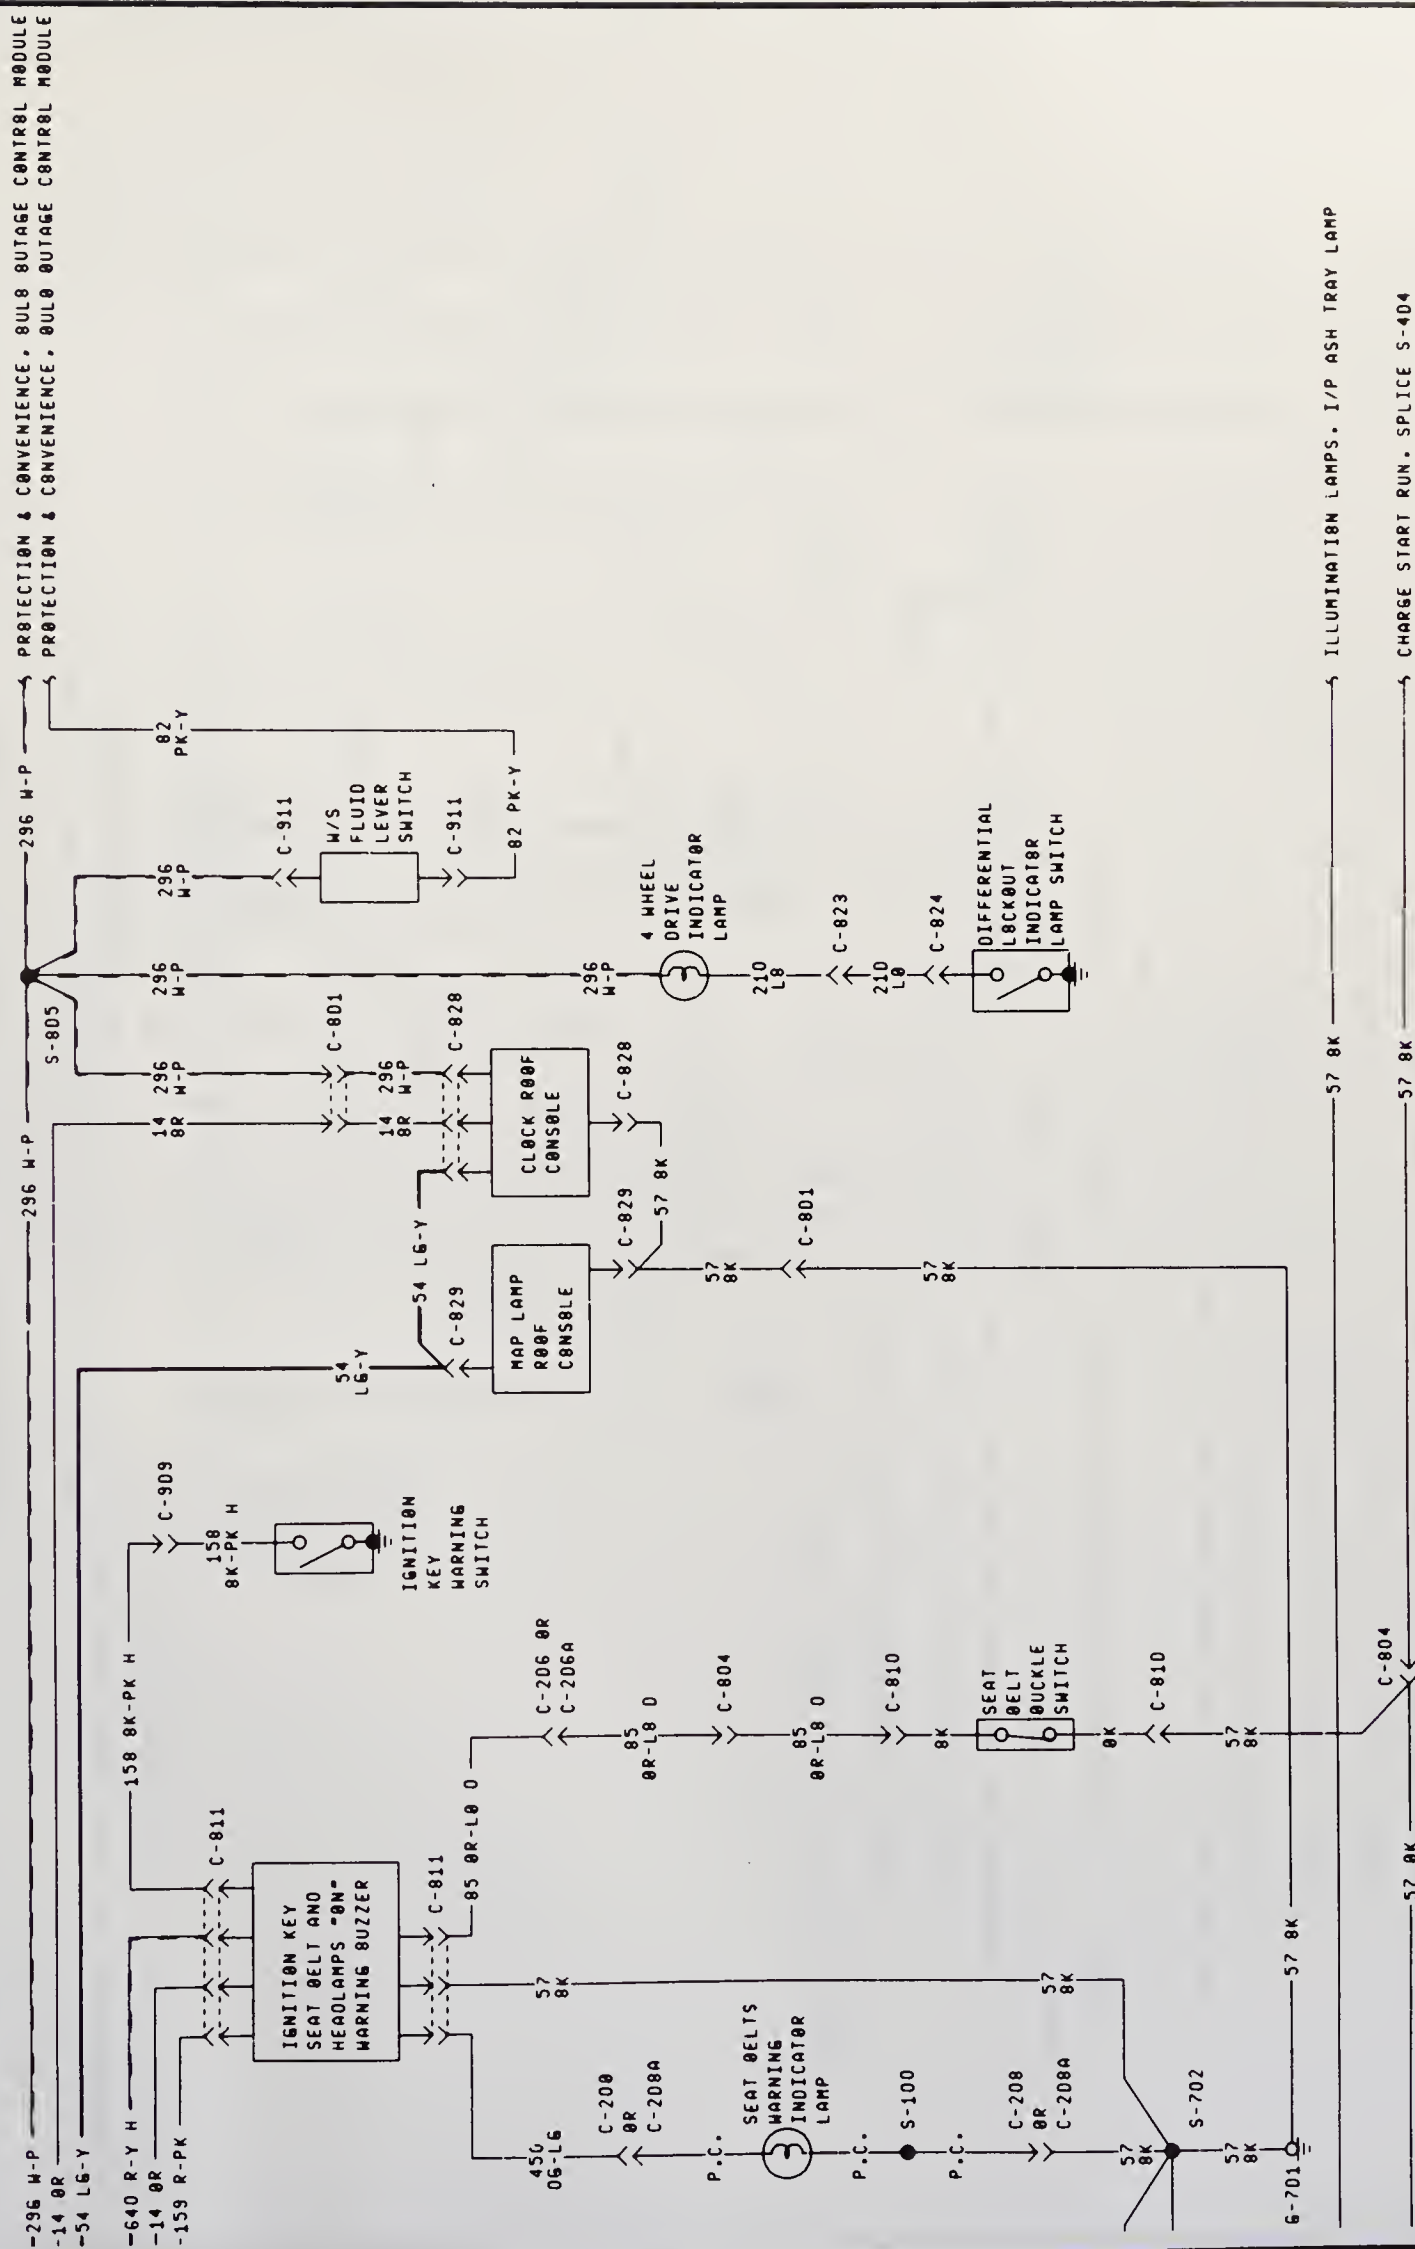 296 W-P
14 BR
54 LG-Y
640 R-Y H
14 BR
159 R-PK
296 W-P
296 W-P
PROTECTION & CONVENIENCE, BULB OUTAGE CONTROL MODULE
PROTECTION & CONVENIENCE, BULB OUTAGE CONTROL MODULE
S-805
158 BK-PK H
C-909
158
BK-PK H
IGNITION
KEY
WARNING
SWITCH
C-811
IGNITION KEY
SEAT BELT AND
HEADLAMPS "ON"
WARNING BUZZER
C-811
85 OR-LB D
C-206 OR
C-206A
85
OR-LB D
C-804
85
OR-LB D
C-810
BK
SEAT
BELT
BUCKLE
SWITCH
BK
C-810
57
BK
C-804
450
DG-LG
C-208
OR
C-208A
P.C.
SEAT BELTS
WARNING
INDICATOR
LAMP
P.C.
S-100
P.C.
C-208
OR
C-208A
57
BK
57
BK
57
BK
S-702
57
BK
G-701
57 BK
54
LG-Y
54 LG-Y
C-829
MAP LAMP
ROOF
CONSOLE
C-829
57 BK
57
BK
C-801
57
BK
14
BR
296
W-P
C-801
14
BR
296
W-P
C-828
CLOCK ROOF
CONSOLE
C-828
296
W-P
296
W-P
4 WHEEL
DRIVE
INDICATOR
LAMP
210
LB
C-823
210
LB
C-824
DIFFERENTIAL
LOCKOUT
INDICATOR
LAMP SWITCH
296
W-P
C-911
W/S
FLUID
LEVER
SWITCH
C-911
82 PK-Y
82
PK-Y
57 BK
ILLUMINATION LAMPS. I/P ASH TRAY LAMP
57 BK
57 BK
CHARGE START RUN. SPLICE S-404